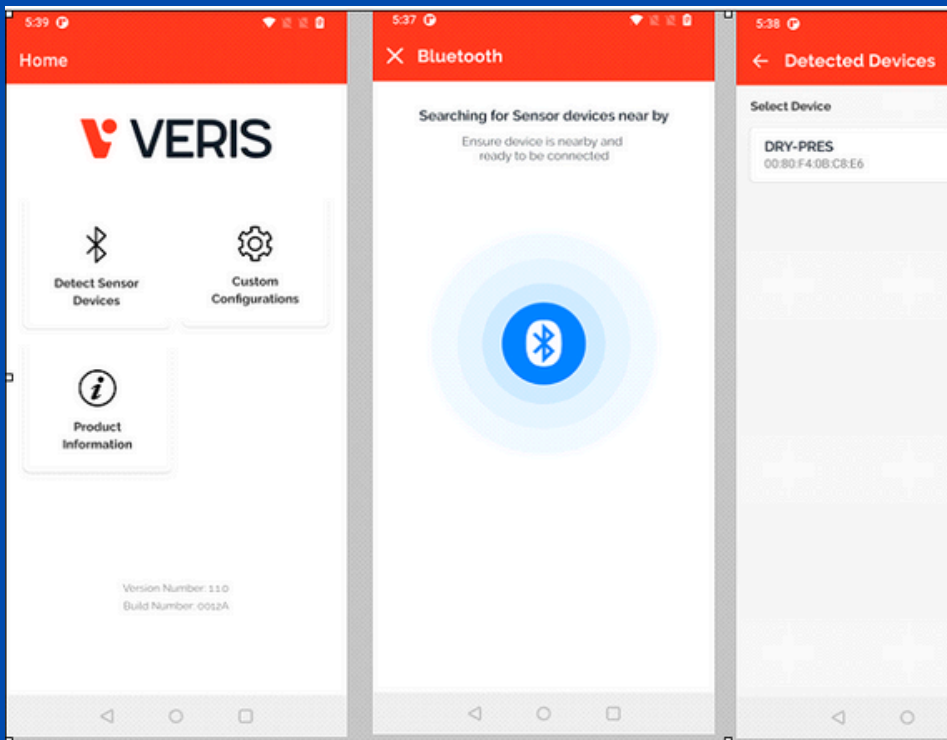 5:39
Home
VERIS
Detect Sensor
Devices
Custom
Configurations
Product
Information
Version Number: 1.1.0
Build Number: 0012A
5:37
Bluetooth
Searching for Sensor devices near by
Ensure device is nearby and
ready to be connected
5:38
Detected Devices
Select Device
DRY-PRES
00:80:F4:0B:C8:E6